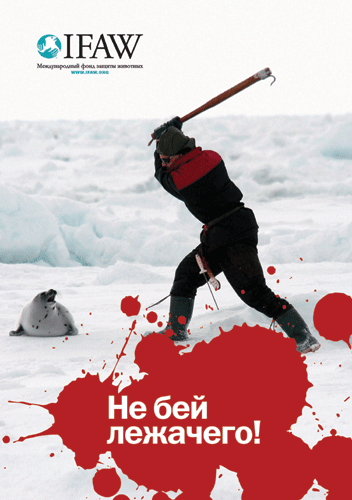 IFAW
Международный фонд защиты животных
WWW.IFAW.ORG
Не бей
лежачего!